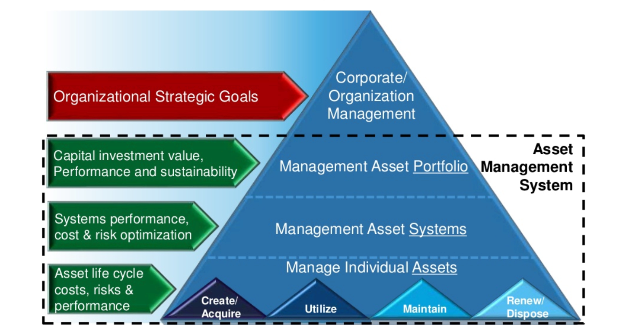 Corporate/
Organization
Management
Organizational Strategic Goals
Asset
Management
System
Capital investment value,
Performance and sustainability
Management Asset Portfolio
Systems performance,
cost & risk optimization
Management Asset Systems
Asset life cycle
costs, risks &
performance
Manage Individual Assets
Create/
Acquire
Utilize
Maintain
Renew/
Dispose